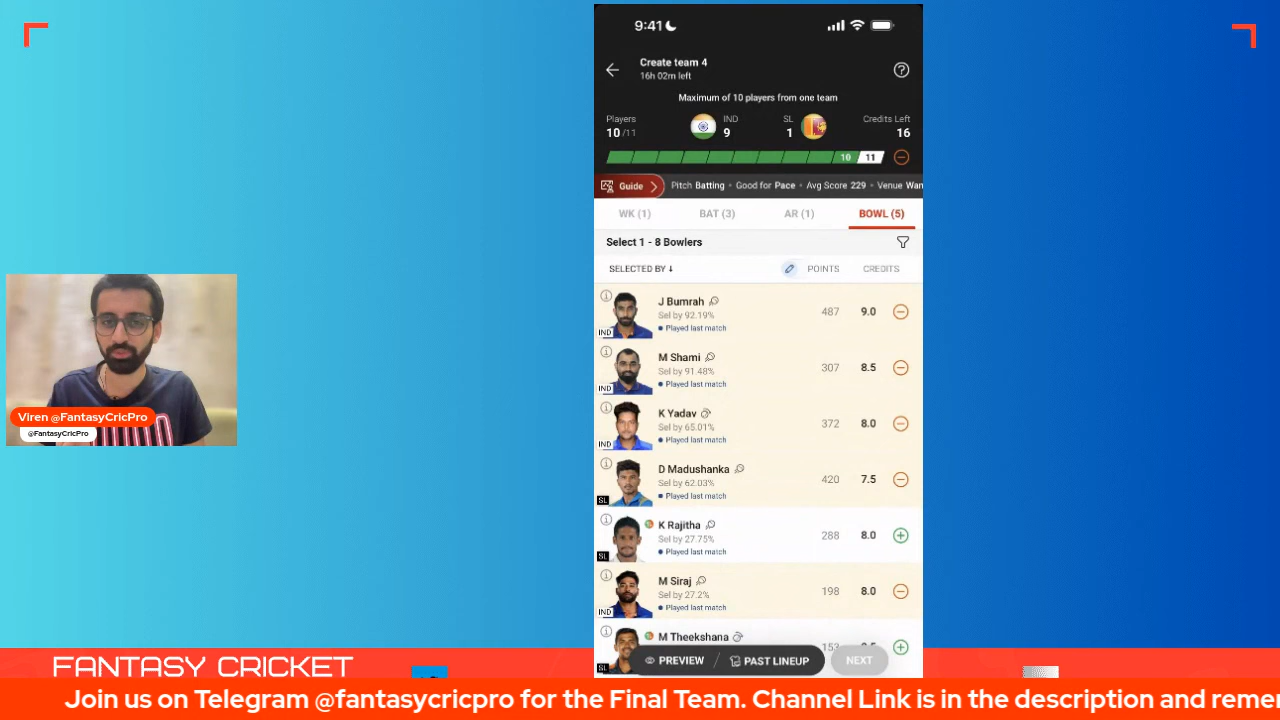 9:41
Create team 4
16h 02m left
Maximum of 10 players from one team
Players
10/11
IND
9
SL
1
Credits Left
16
10
11
Guide
Pitch Batting • Good for Pace • Avg Score 229 • Venue Wan
WK (1)
BAT (3)
AR (1)
BOWL (5)
Select 1 - 8 Bowlers
SELECTED BY ↓
POINTS
CREDITS
J Bumrah
Sel by 92.19%
Played last match
IND
487
9.0
M Shami
Sel by 91.48%
Played last match
IND
307
8.5
K Yadav
Sel by 65.01%
Played last match
IND
372
8.0
D Madushanka
Sel by 62.03%
Played last match
SL
420
7.5
K Rajitha
Sel by 27.75%
Played last match
SL
288
8.0
M Siraj
Sel by 27.2%
Played last match
IND
198
8.0
M Theekshana
SL
PREVIEW
PAST LINEUP
NEXT
Viren @FantasyCricPro
@FantasyCricPro
FANTASY CRICKET
Join us on Telegram @fantasycricpro for the Final Team. Channel Link is in the description and reme